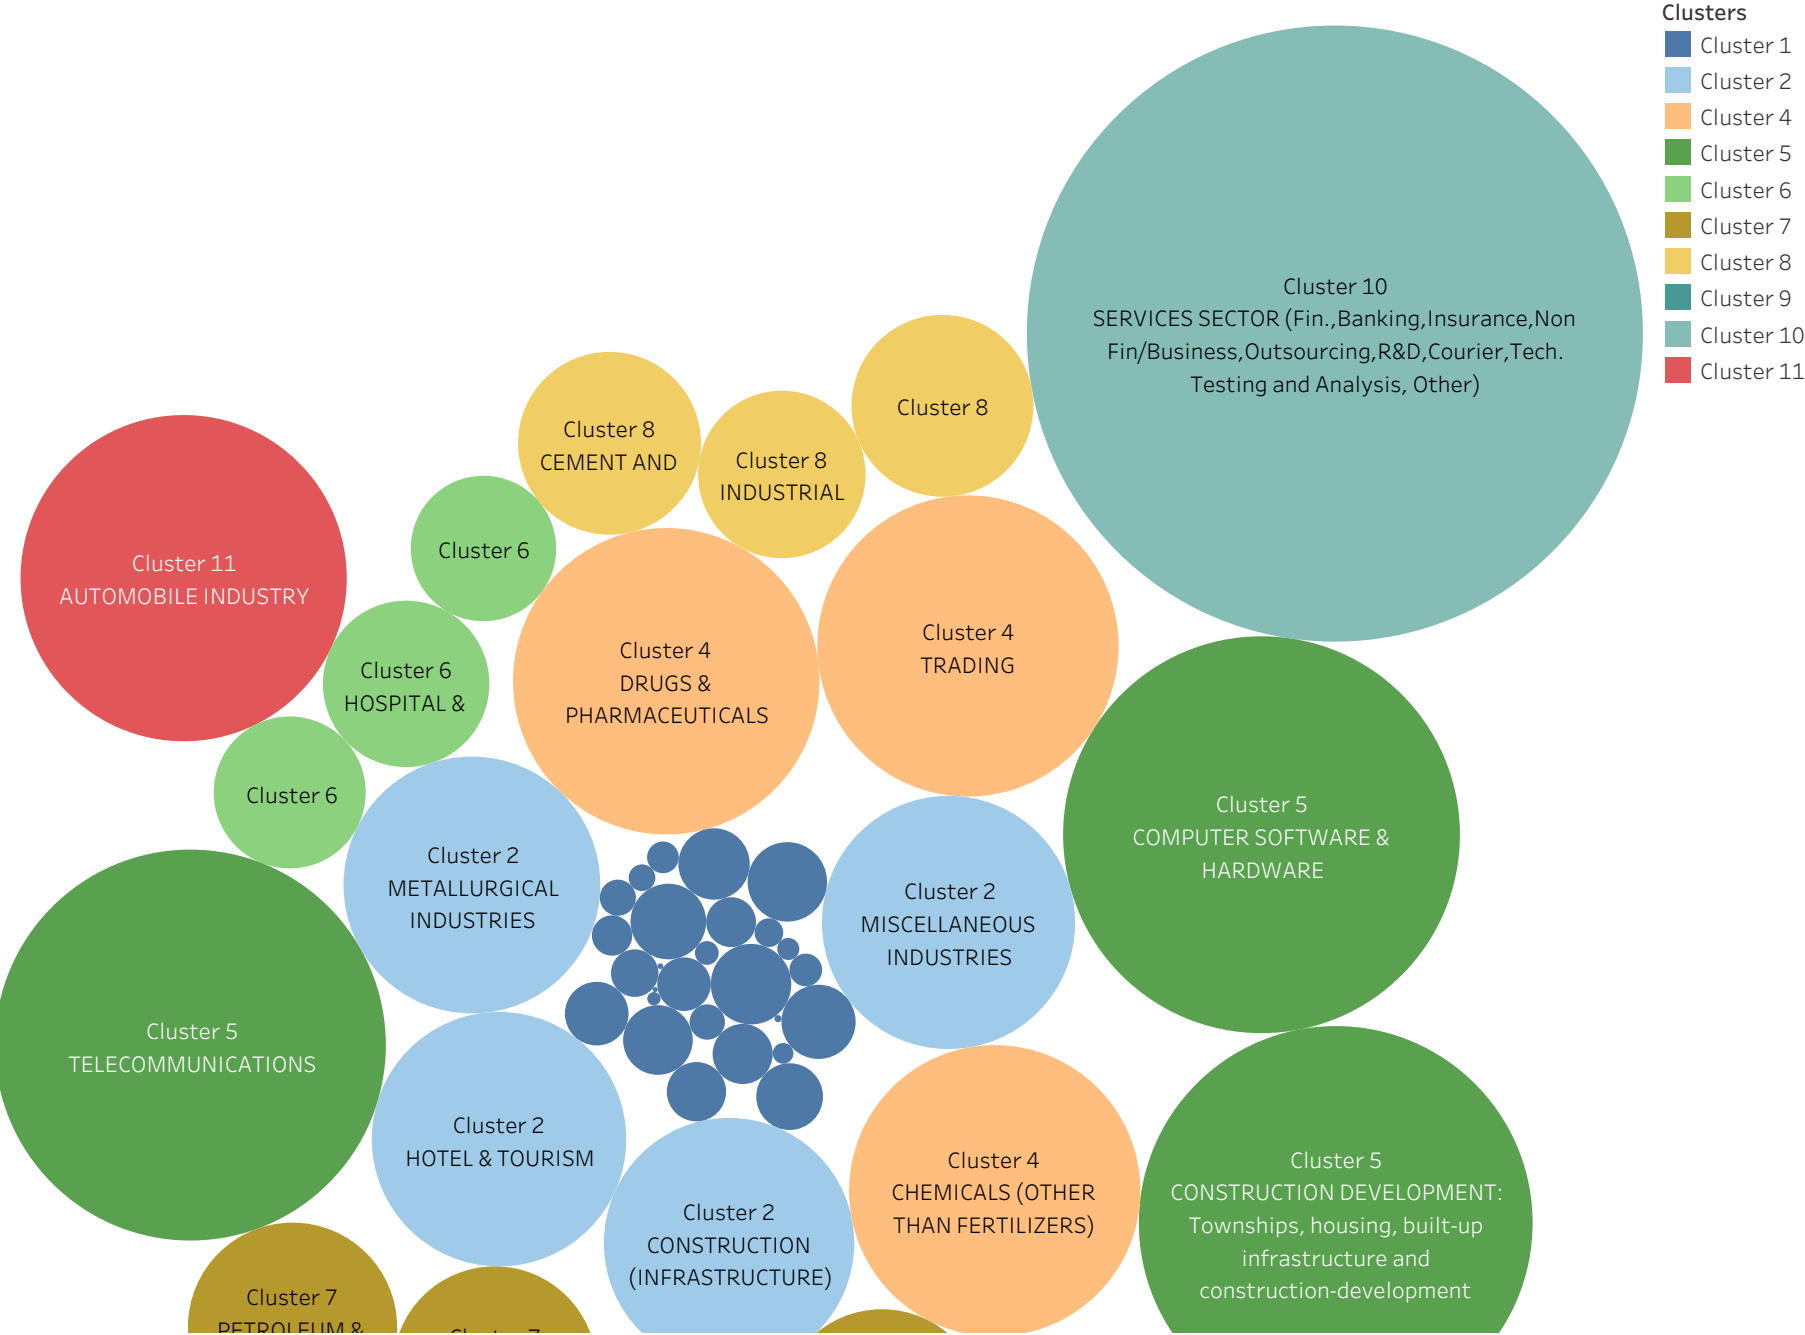 Clusters
Cluster 1
Cluster 2
Cluster 4
Cluster 5
Cluster 6
Cluster 7
Cluster 8
Cluster 9
Cluster 10
Cluster 11
Cluster 10
SERVICES SECTOR (Fin.,Banking,Insurance,Non
Fin/Business,Outsourcing,R&D,Courier,Tech.
Testing and Analysis, Other)
Cluster 8
Cluster 8
CEMENT AND
Cluster 8
INDUSTRIAL
Cluster 6
Cluster 11
AUTOMOBILE INDUSTRY
Cluster 6
HOSPITAL &
Cluster 4
DRUGS &
PHARMACEUTICALS
Cluster 4
TRADING
Cluster 6
Cluster 5
COMPUTER SOFTWARE &
HARDWARE
Cluster 2
METALLURGICAL
INDUSTRIES
Cluster 2
MISCELLANEOUS
INDUSTRIES
Cluster 5
TELECOMMUNICATIONS
Cluster 2
HOTEL & TOURISM
Cluster 4
CHEMICALS (OTHER
THAN FERTILIZERS)
Cluster 5
CONSTRUCTION DEVELOPMENT:
Townships, housing, built-up
infrastructure and
construction-development
Cluster 2
CONSTRUCTION
(INFRASTRUCTURE)
Cluster 7
PETROLEUM &
Cluster 7